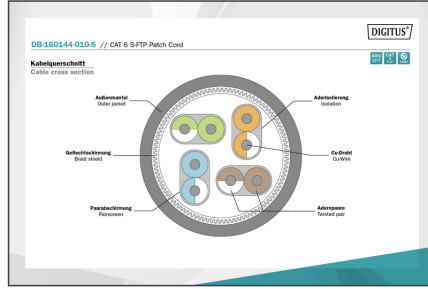 DIGITUS®
DB-160144-010-S // CAT 6 S-FTP Patch Cord
Kabelquerschnitt
Cable cross section
Außenmantel
Outer jacket
Aderisolierung
Isolation
Geflechtschirmung
Braid shield
Cu-Draht
Cu-Wire
Paarabschirmung
Pairscreen
Aderepaare
Twisted pair